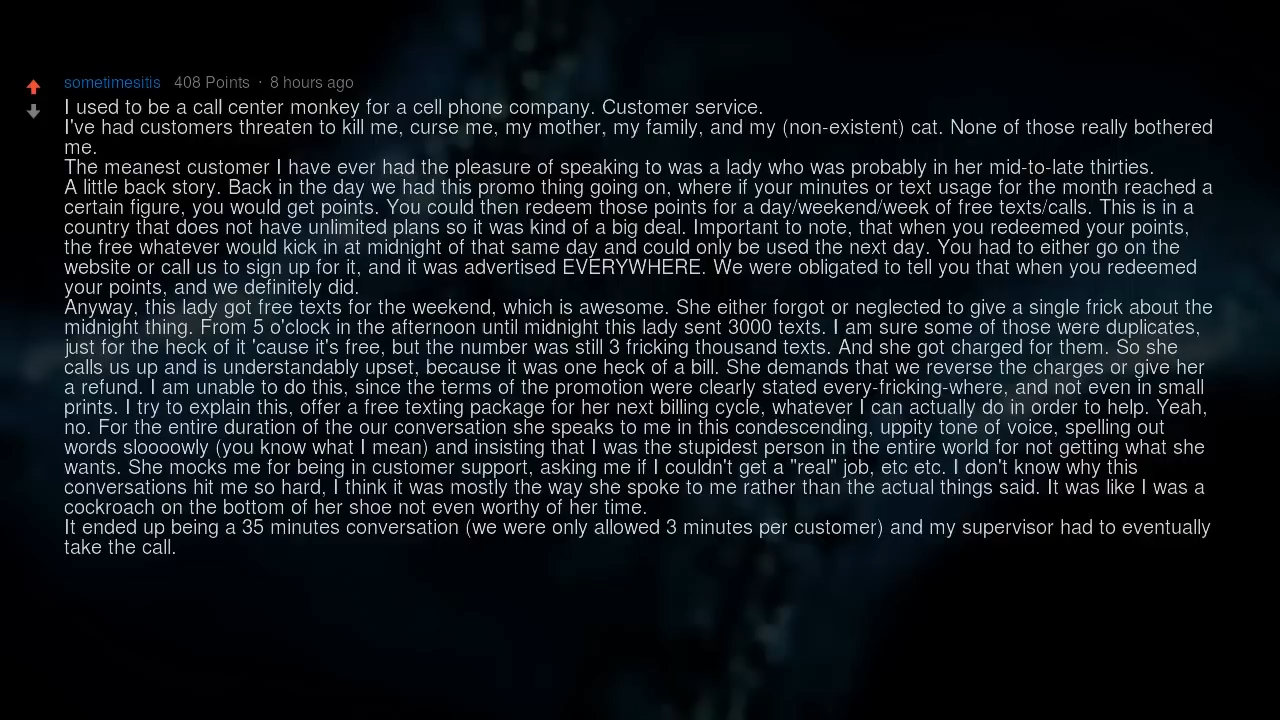 sometimesitis 408 Points · 8 hours ago
I used to be a call center monkey for a cell phone company. Customer service.
I've had customers threaten to kill me, curse me, my mother, my family, and my (non-existent) cat. None of those really bothered
me.
The meanest customer I have ever had the pleasure of speaking to was a lady who was probably in her mid-to-late thirties.
A little back story. Back in the day we had this promo thing going on, where if your minutes or text usage for the month reached a
certain figure, you would get points. You could then redeem those points for a day/weekend/week of free texts/calls. This is in a
country that does not have unlimited plans so it was kind of a big deal. Important to note, that when you redeemed your points,
the free whatever would kick in at midnight of that same day and could only be used the next day. You had to either go on the
website or call us to sign up for it, and it was advertised EVERYWHERE. We were obligated to tell you that when you redeemed
your points, and we definitely did.
Anyway, this lady got free texts for the weekend, which is awesome. She either forgot or neglected to give a single frick about the
midnight thing. From 5 o'clock in the afternoon until midnight this lady sent 3000 texts. I am sure some of those were duplicates,
just for the heck of it 'cause it's free, but the number was still 3 fricking thousand texts. And she got charged for them. So she
calls us up and is understandably upset, because it was one heck of a bill. She demands that we reverse the charges or give her
a refund. I am unable to do this, since the terms of the promotion were clearly stated every-fricking-where, and not even in small
prints. I try to explain this, offer a free texting package for her next billing cycle, whatever I can actually do in order to help. Yeah,
no. For the entire duration of the our conversation she speaks to me in this condescending, uppity tone of voice, spelling out
words sloooowly (you know what I mean) and insisting that I was the stupidest person in the entire world for not getting what she
wants. She mocks me for being in customer support, asking me if I couldn't get a "real" job, etc etc. I don't know why this
conversations hit me so hard, I think it was mostly the way she spoke to me rather than the actual things said. It was like I was a
cockroach on the bottom of her shoe not even worthy of her time.
It ended up being a 35 minutes conversation (we were only allowed 3 minutes per customer) and my supervisor had to eventually
take the call.